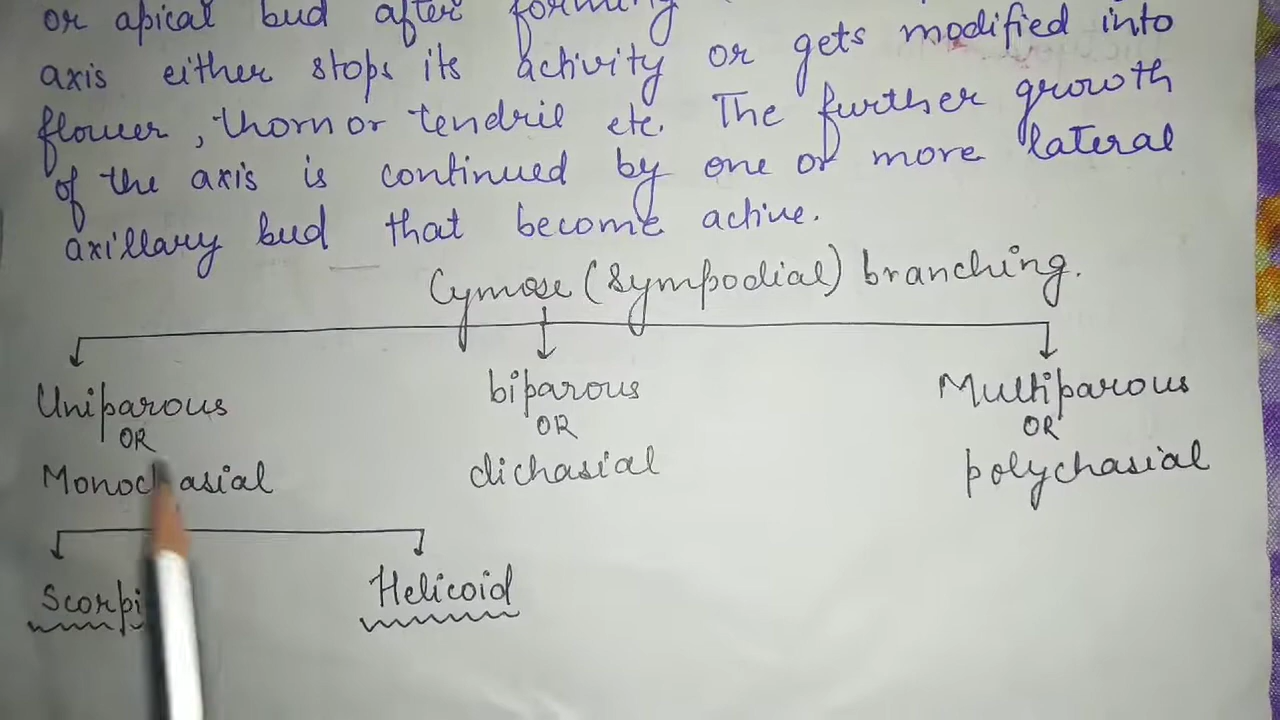 or apical bud after forming
axis either stops its activity or gets modified into
flower, thorn or tendril etc. The further growth
of the axis is continued by one or more lateral
axillary bud that become active.
Cymose (Sympodial) branching.
Uniparous biparous Multiparous
OR OR OR
Monochasial dichasial polychasial
Helicoid